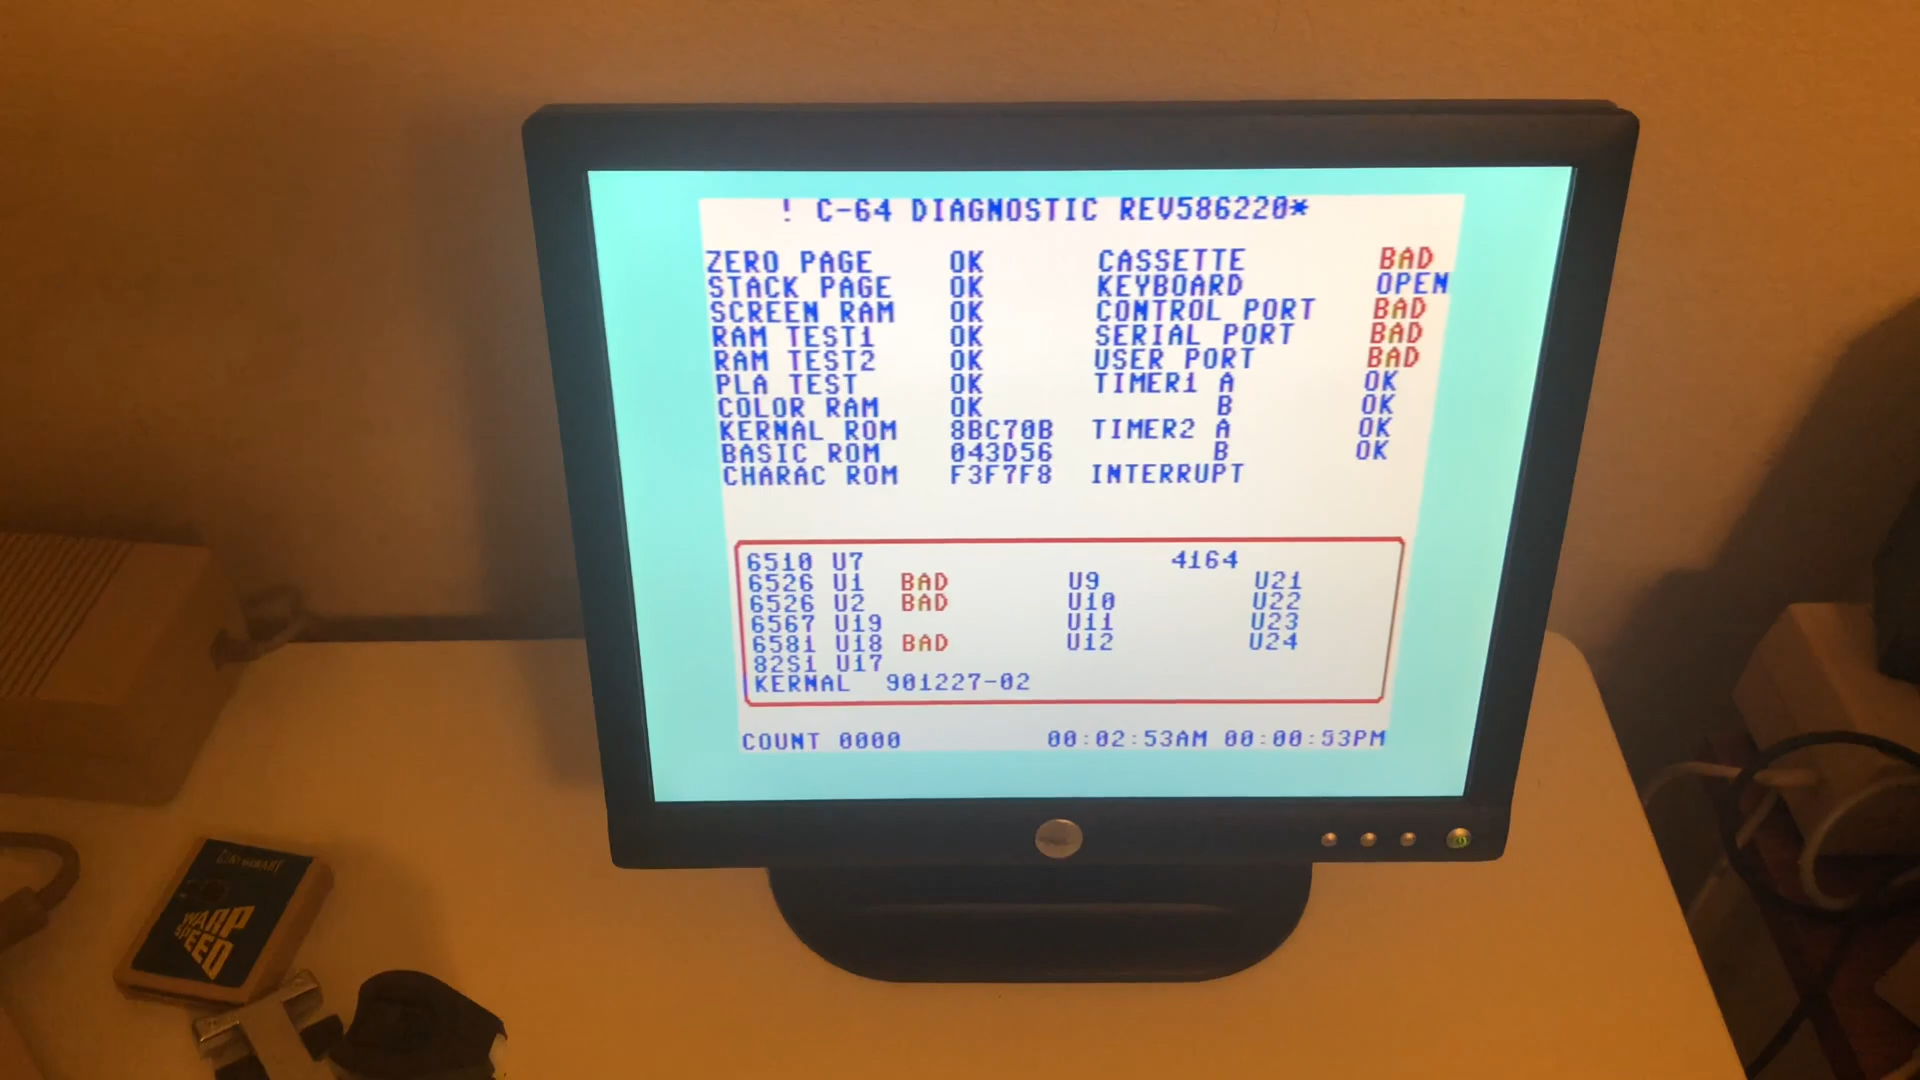 ! C-64 DIAGNOSTIC REV586220*
ZERO PAGE OK CASSETTE BAD
STACK PAGE OK KEYBOARD OPEN
SCREEN RAM OK CONTROL PORT BAD
RAM TEST1 OK SERIAL PORT BAD
RAM TEST2 OK USER PORT BAD
PLA TEST OK TIMER1 A OK
COLOR RAM OK B OK
KERNAL ROM 8BC70B TIMER2 A OK
BASIC ROM 043D56 B OK
CHARAC ROM F3F7F8 INTERRUPT
6510 U7 4164
6526 U1 BAD U9 U21
6526 U2 BAD U10 U22
6567 U19 U11 U23
6581 U18 BAD U12 U24
82S1 U17
KERNAL 901227-02
COUNT 0000 00:02:53AM 00:00:53PM
WARP
SPEED